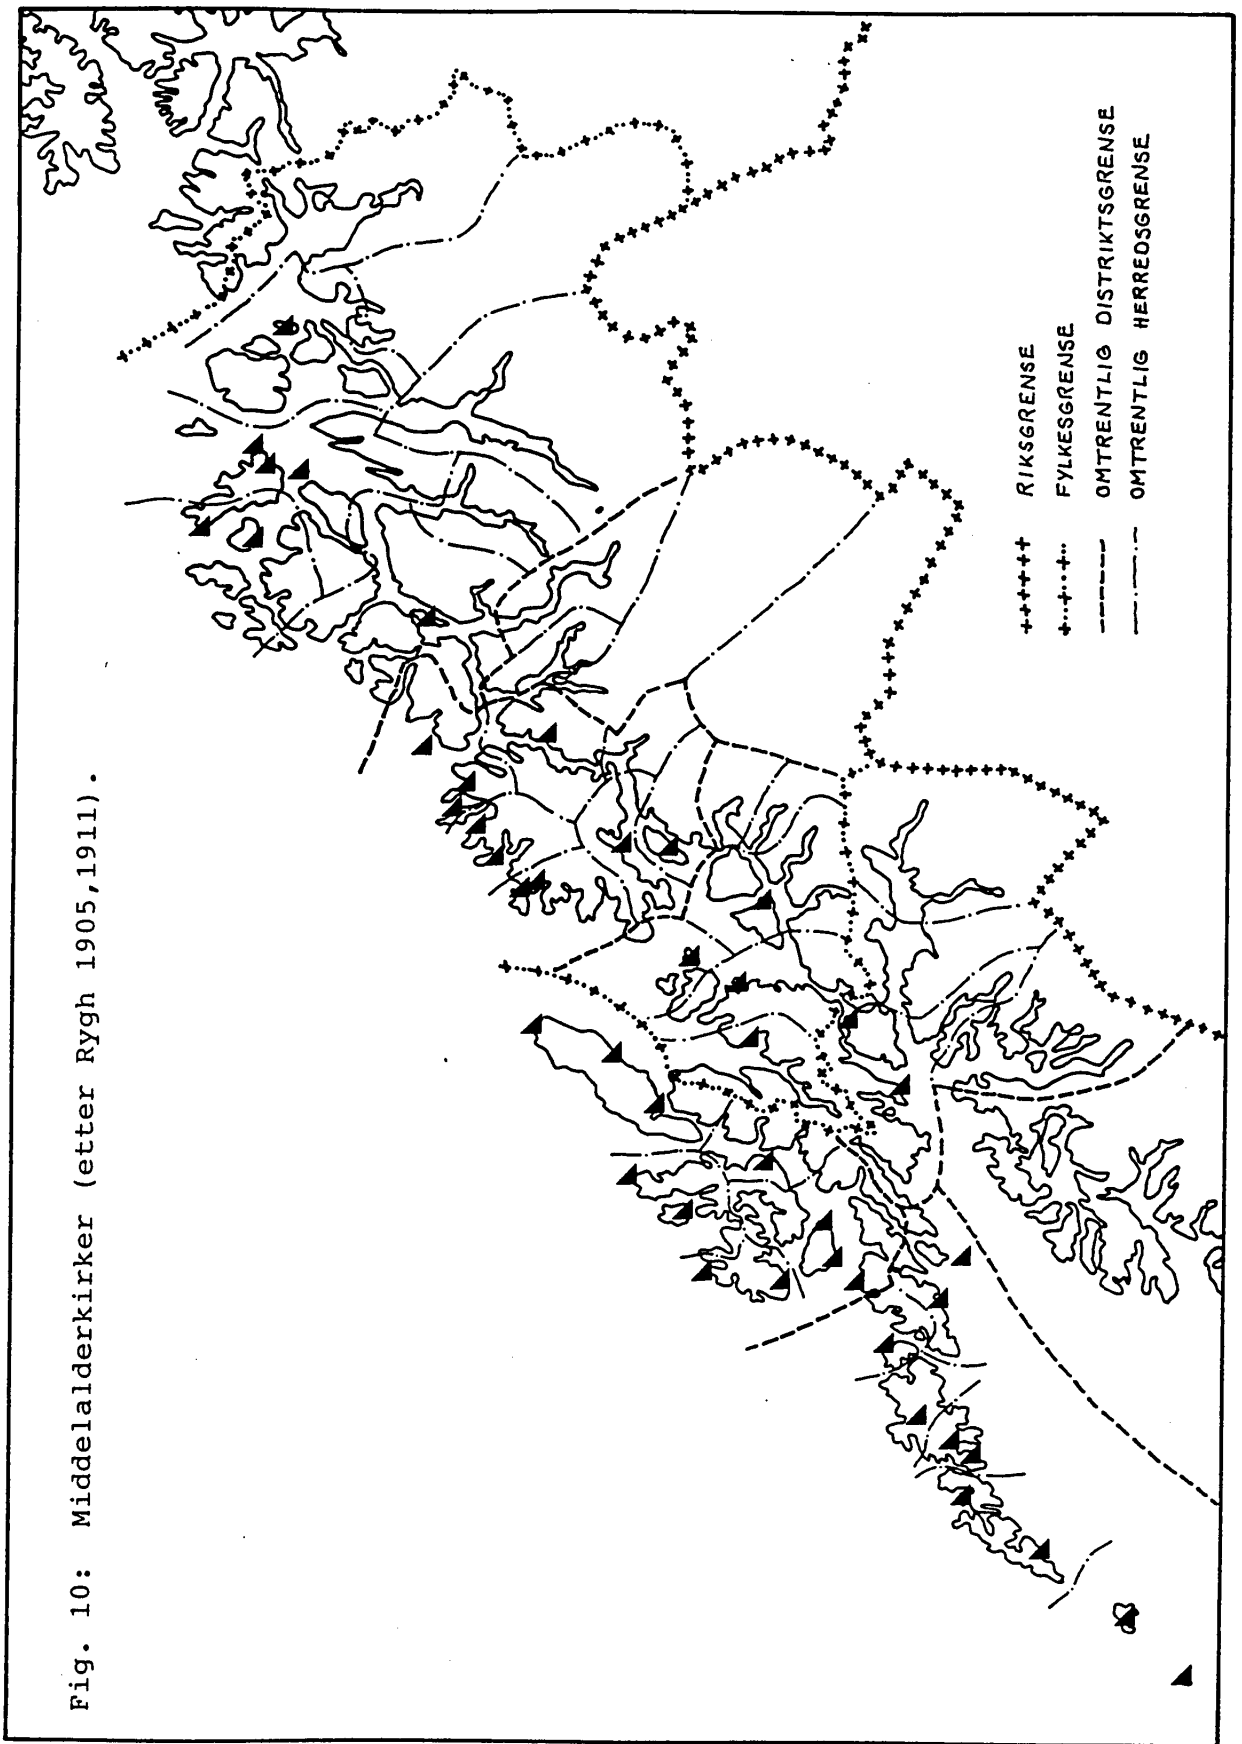 Fig. 10: Middelalderkirker (etter Rygh 1905,1911).
+++++ RIKSGRENSE
+··+··+·· FYLKESGRENSE
----- OMTRENTLIG DISTRIKTSGRENSE
—·—·— OMTRENTLIG HERREDSGRENSE